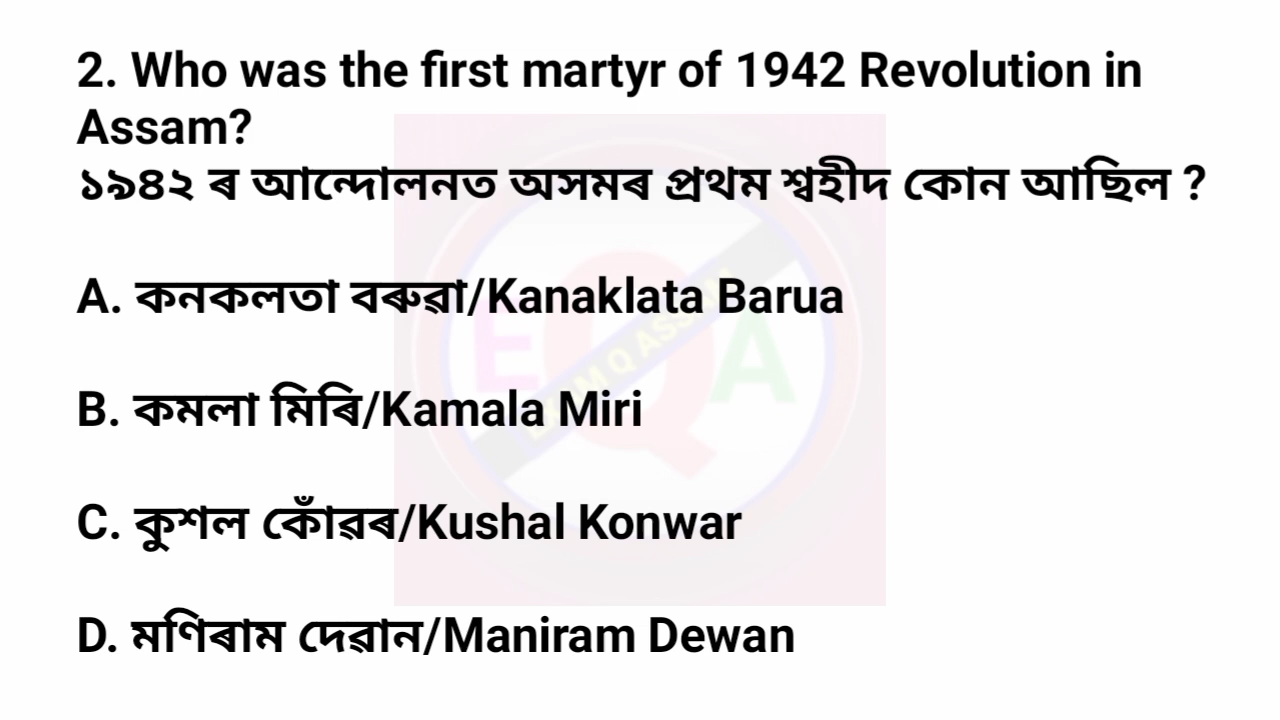 2. Who was the first martyr of 1942 Revolution in
Assam?
১৯৪২ ৰ আন্দোলনত অসমৰ প্ৰথম শ্বহীদ কোন আছিল ?
A. কনকলতা বৰুৱা/Kanaklata Barua
B. কমলা মিৰি/Kamala Miri
C. কুশল কোঁৱৰ/Kushal Konwar
D. মণিৰাম দেৱান/Maniram Dewan
E Q A